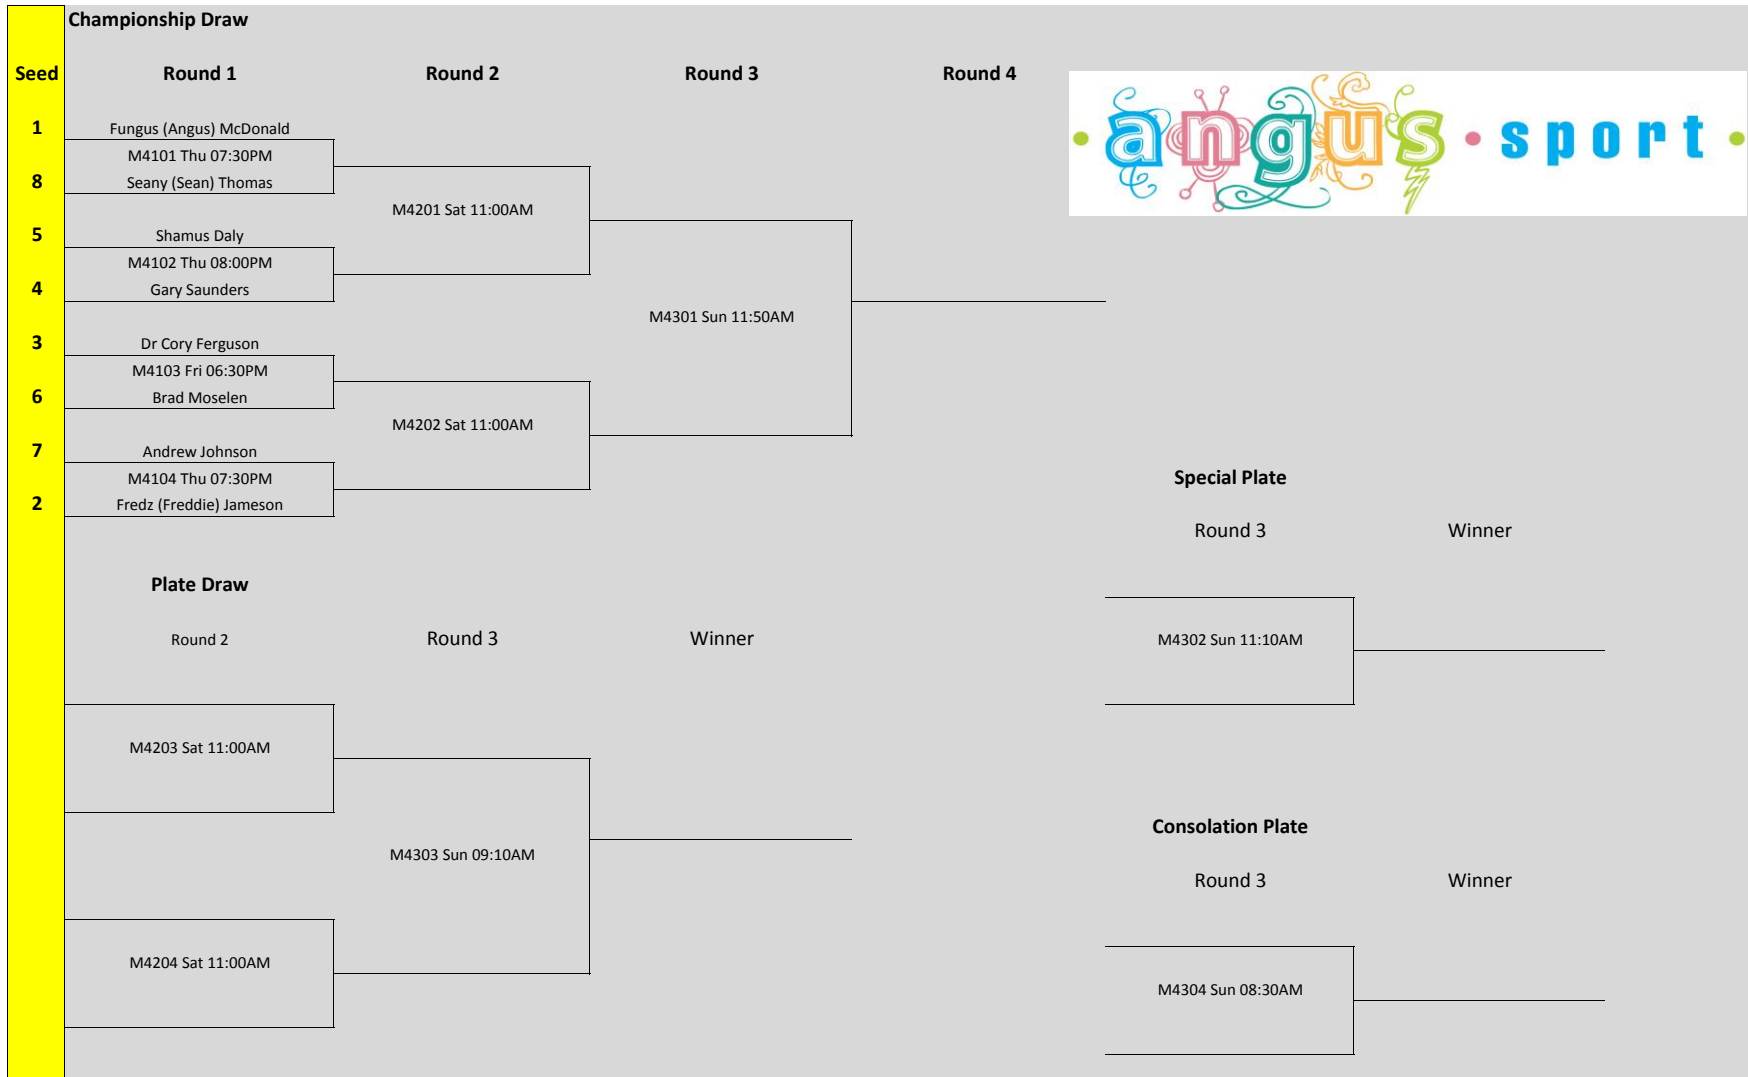 Championship Draw
Seed Round 1 Round 2 Round 3 Round 4
angus • sport •
1 Fungus (Angus) McDonald
M4101 Thu 07:30PM
8 Seany (Sean) Thomas
M4201 Sat 11:00AM
5 Shamus Daly
M4102 Thu 08:00PM
4 Gary Saunders
M4301 Sun 11:50AM
3 Dr Cory Ferguson
M4103 Fri 06:30PM
6 Brad Moselen
M4202 Sat 11:00AM
7 Andrew Johnson
M4104 Thu 07:30PM
2 Fredz (Freddie) Jameson
Special Plate
Round 3 Winner
M4302 Sun 11:10AM
Plate Draw
Round 2 Round 3 Winner
M4203 Sat 11:00AM
M4303 Sun 09:10AM
M4204 Sat 11:00AM
Consolation Plate
Round 3 Winner
M4304 Sun 08:30AM